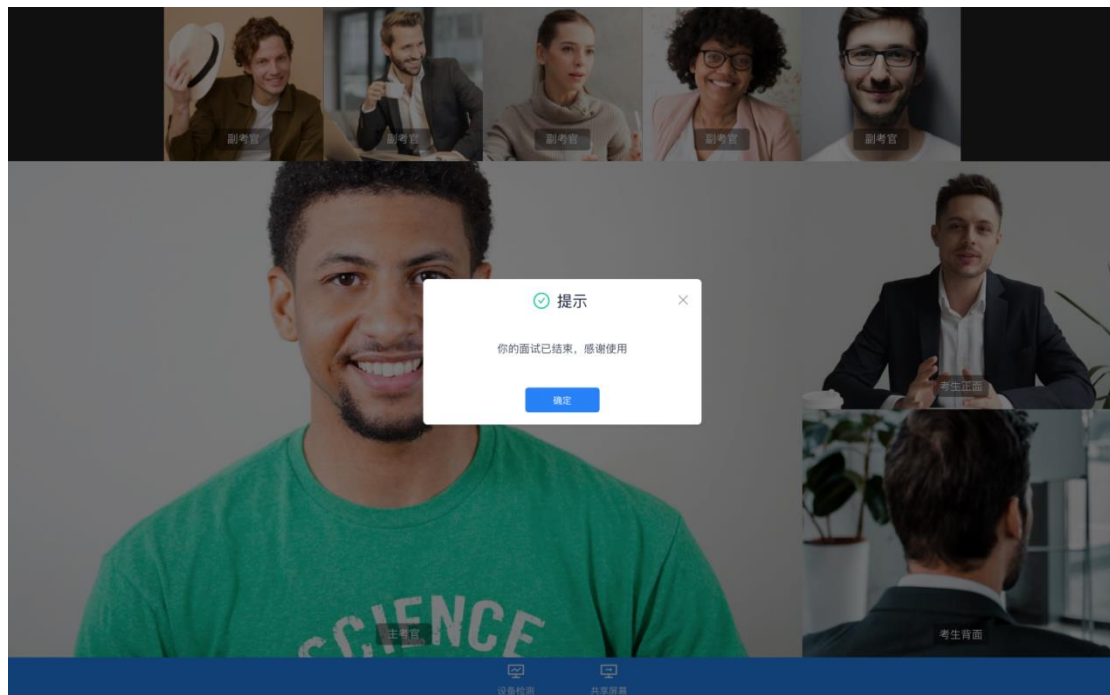 副考官
副考官
副考官
副考官
副考官
提示
你的面试已结束，感谢使用
确定
考生正面
SCIENCE
主考官
考生背面
设备检测
共享屏幕